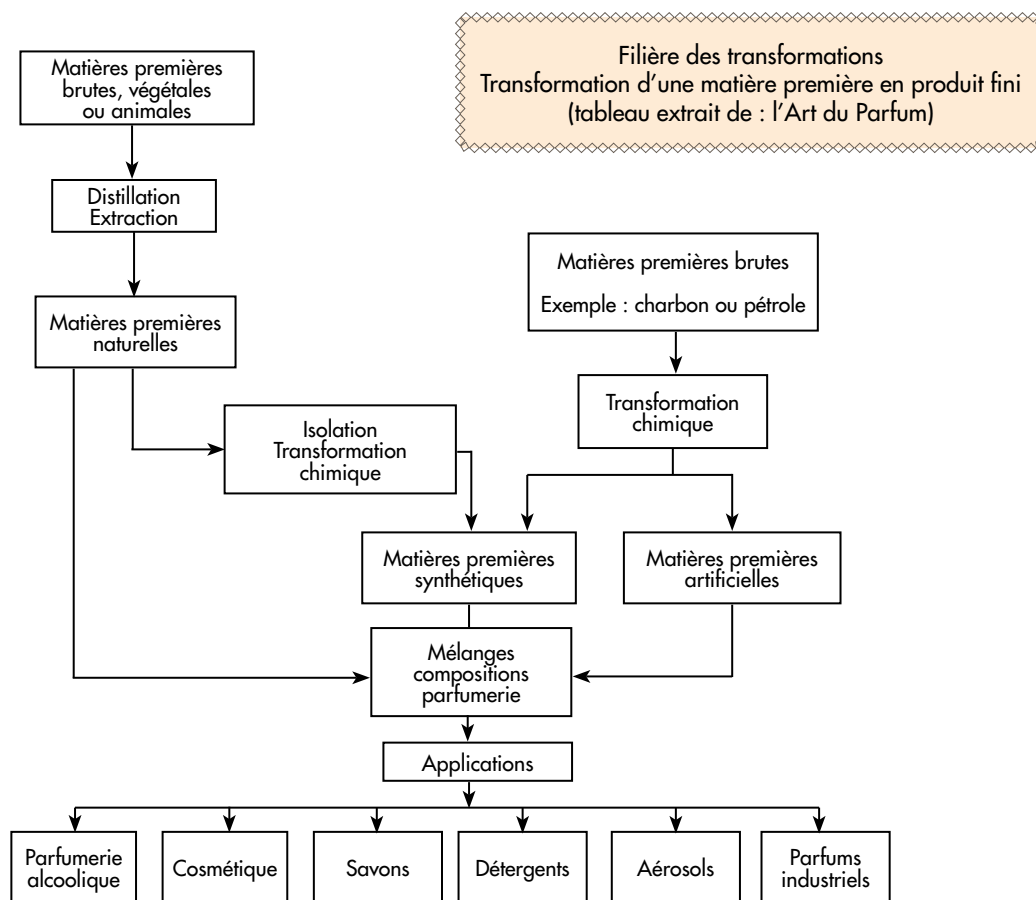 Filière des transformations
Transformation d’une matière première en produit fini
(tableau extrait de : l’Art du Parfum)
Matières premières
brutes, végétales
ou animales
Distillation
Extraction
Matières premières
naturelles
Matières premières brutes
Exemple : charbon ou pétrole
Transformation
chimique
Isolation
Transformation
chimique
Matières premières
synthétiques
Matières premières
artificielles
Mélanges
compositions
parfumerie
Applications
Parfumerie
alcoolique
Cosmétique
Savons
Détergents
Aérosols
Parfums
industriels